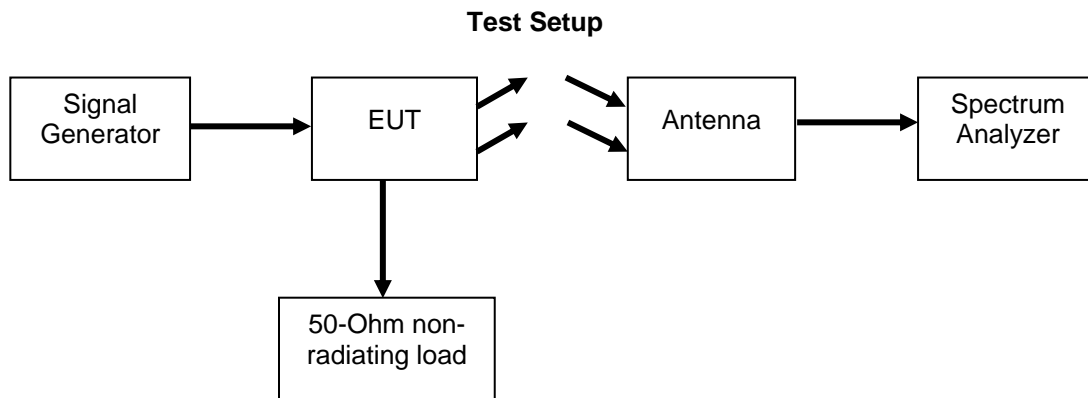 Test Setup
Signal
Generator
EUT
Antenna
Spectrum
Analyzer
50-Ohm non-
radiating load